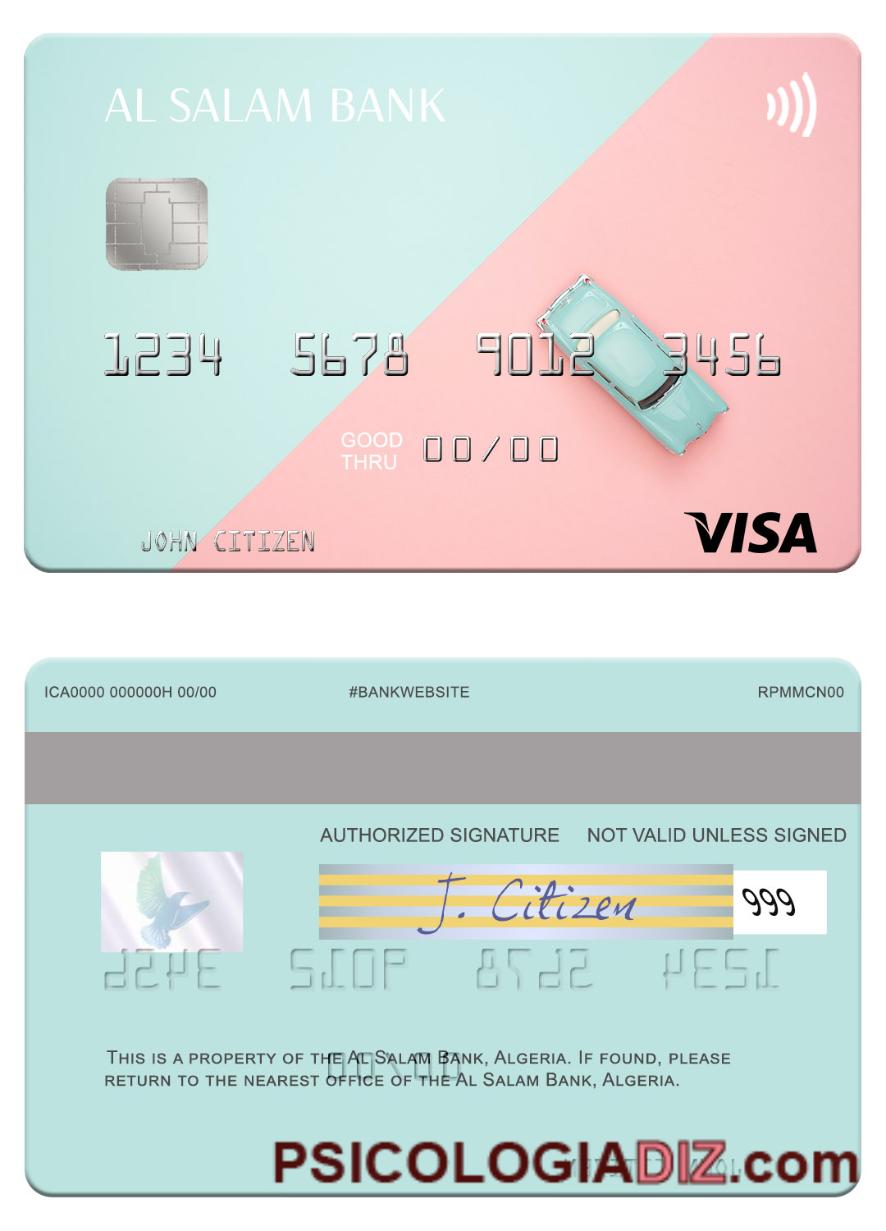 AL SALAM BANK
1234 5678 9012 3456
GOOD
THRU 00/00
JOHN CITIZEN
VISA
ICA0000 000000H 00/00 #BANKWEBSITE RPMMCN00
AUTHORIZED SIGNATURE NOT VALID UNLESS SIGNED
J. Citizen 999
THIS IS A PROPERTY OF THE AL SALAM BANK, ALGERIA. IF FOUND, PLEASE
RETURN TO THE NEAREST OFFICE OF THE AL SALAM BANK, ALGERIA.
PSICOLOGIADIZ.com